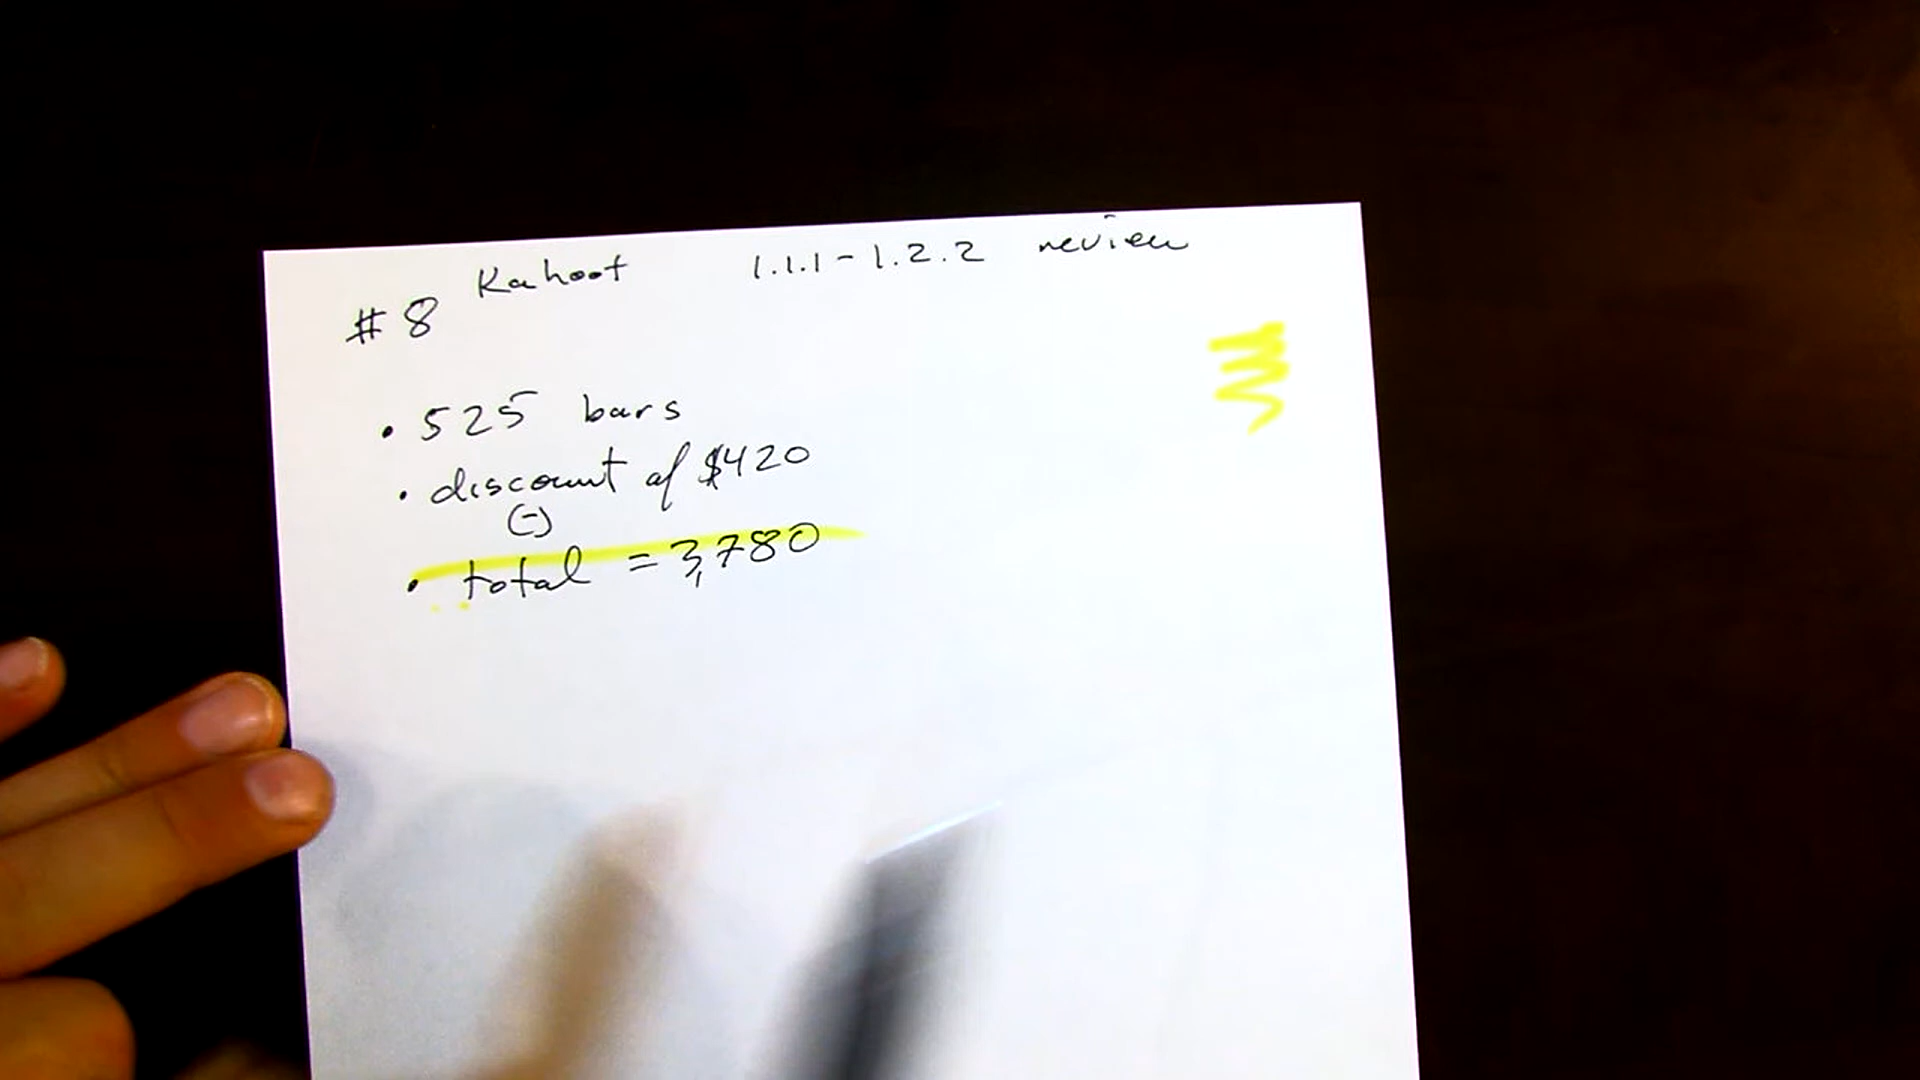 Kahoot 1.1.1 - 1.2.2 review
# 8
• 525 bars
• discount of $420
(-)
• total = 3,780